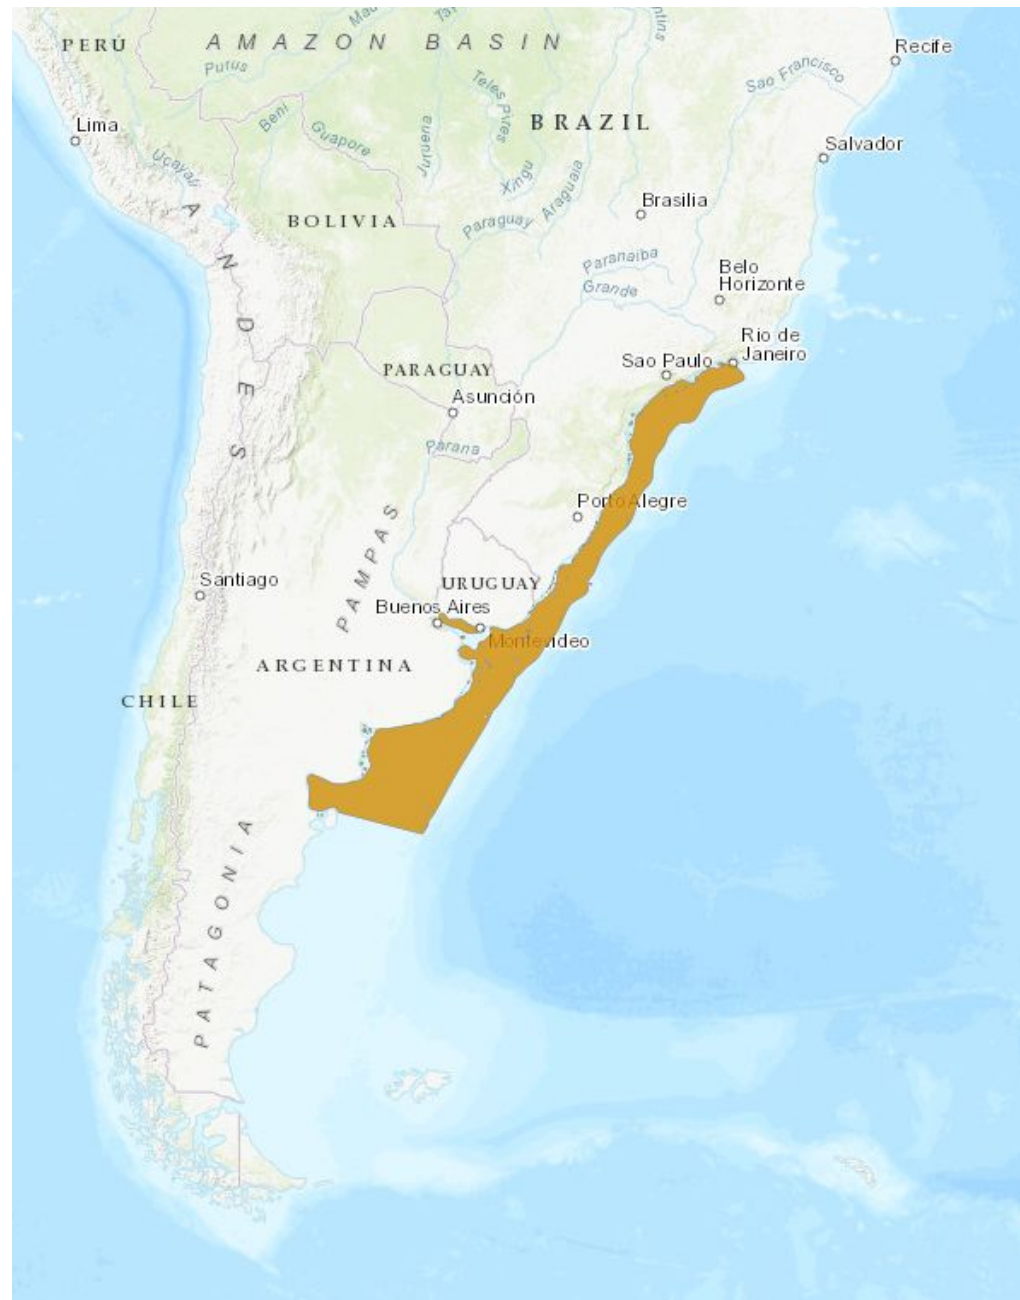 PERÚ
AMAZON BASIN
Recife
Purus
Teles Pires
Sao Francisco
Beni
BRAZIL
Lima
Guapore
Juruena
Salvador
Ucayali
Xingu
Araguaia
Brasilia
BOLIVIA
Paraguay
ANDES
Paranaiba
Belo
Horizonte
Grande
Rio de
Janeiro
Sao Paulo
PARAGUAY
Asunción
Parana
Porto Alegre
PAMPAS
Santiago
URUGUAY
Buenos Aires
Montevideo
ARGENTINA
CHILE
PATAGONIA